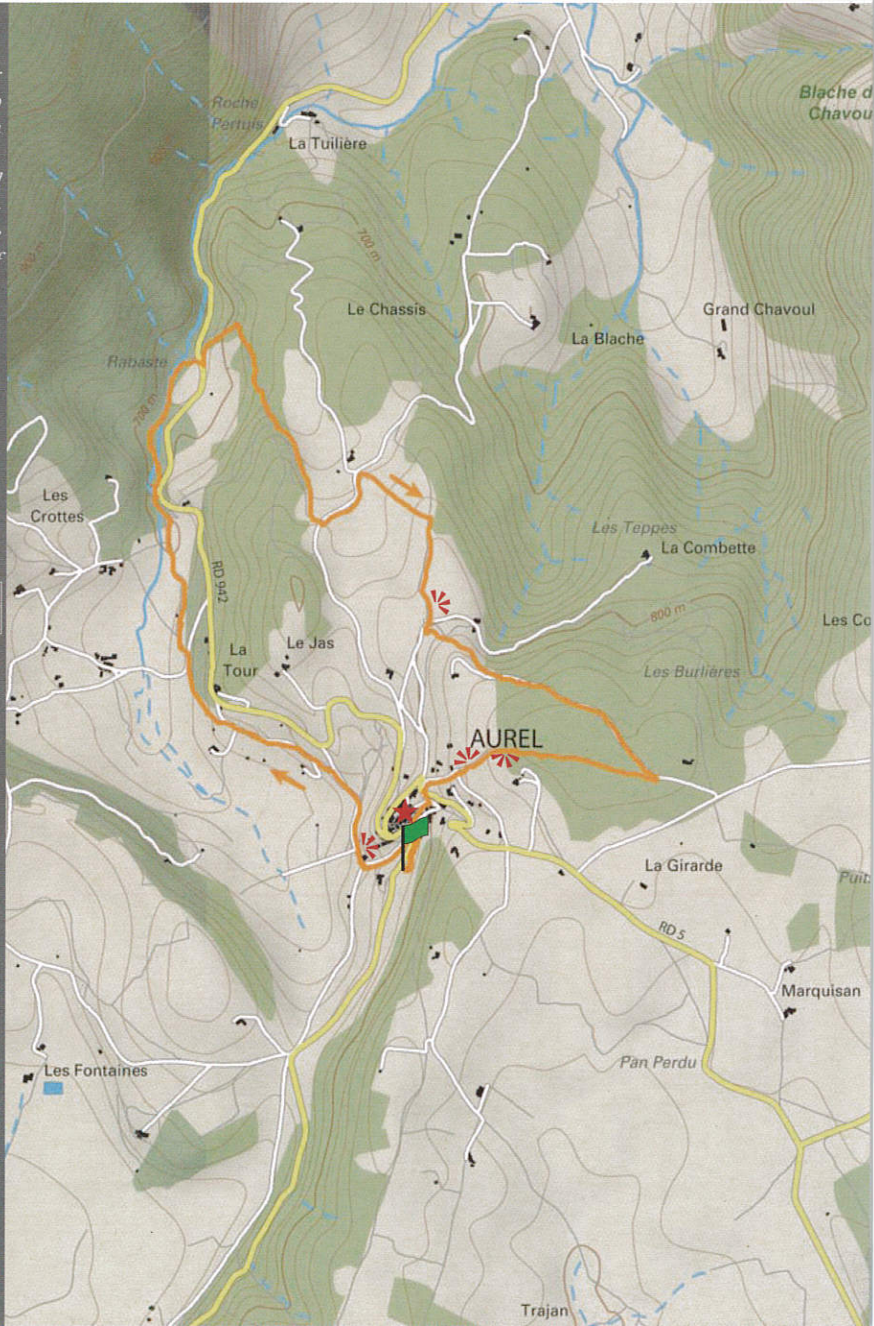 Roche
Pertuis
La Tuilière
Blache d
Chavou
900 m
700 m
Le Chassis
Grand Chavoul
La Blache
Rabaste
700 m
Les
Crottes
Les Teppes
La Combette
RD 942
800 m
Les Co
La
Tour
Le Jas
Les Burlières
AUREL
La Girarde
Puit
RD 5
Marquisan
Pan Perdu
Les Fontaines
Trajan